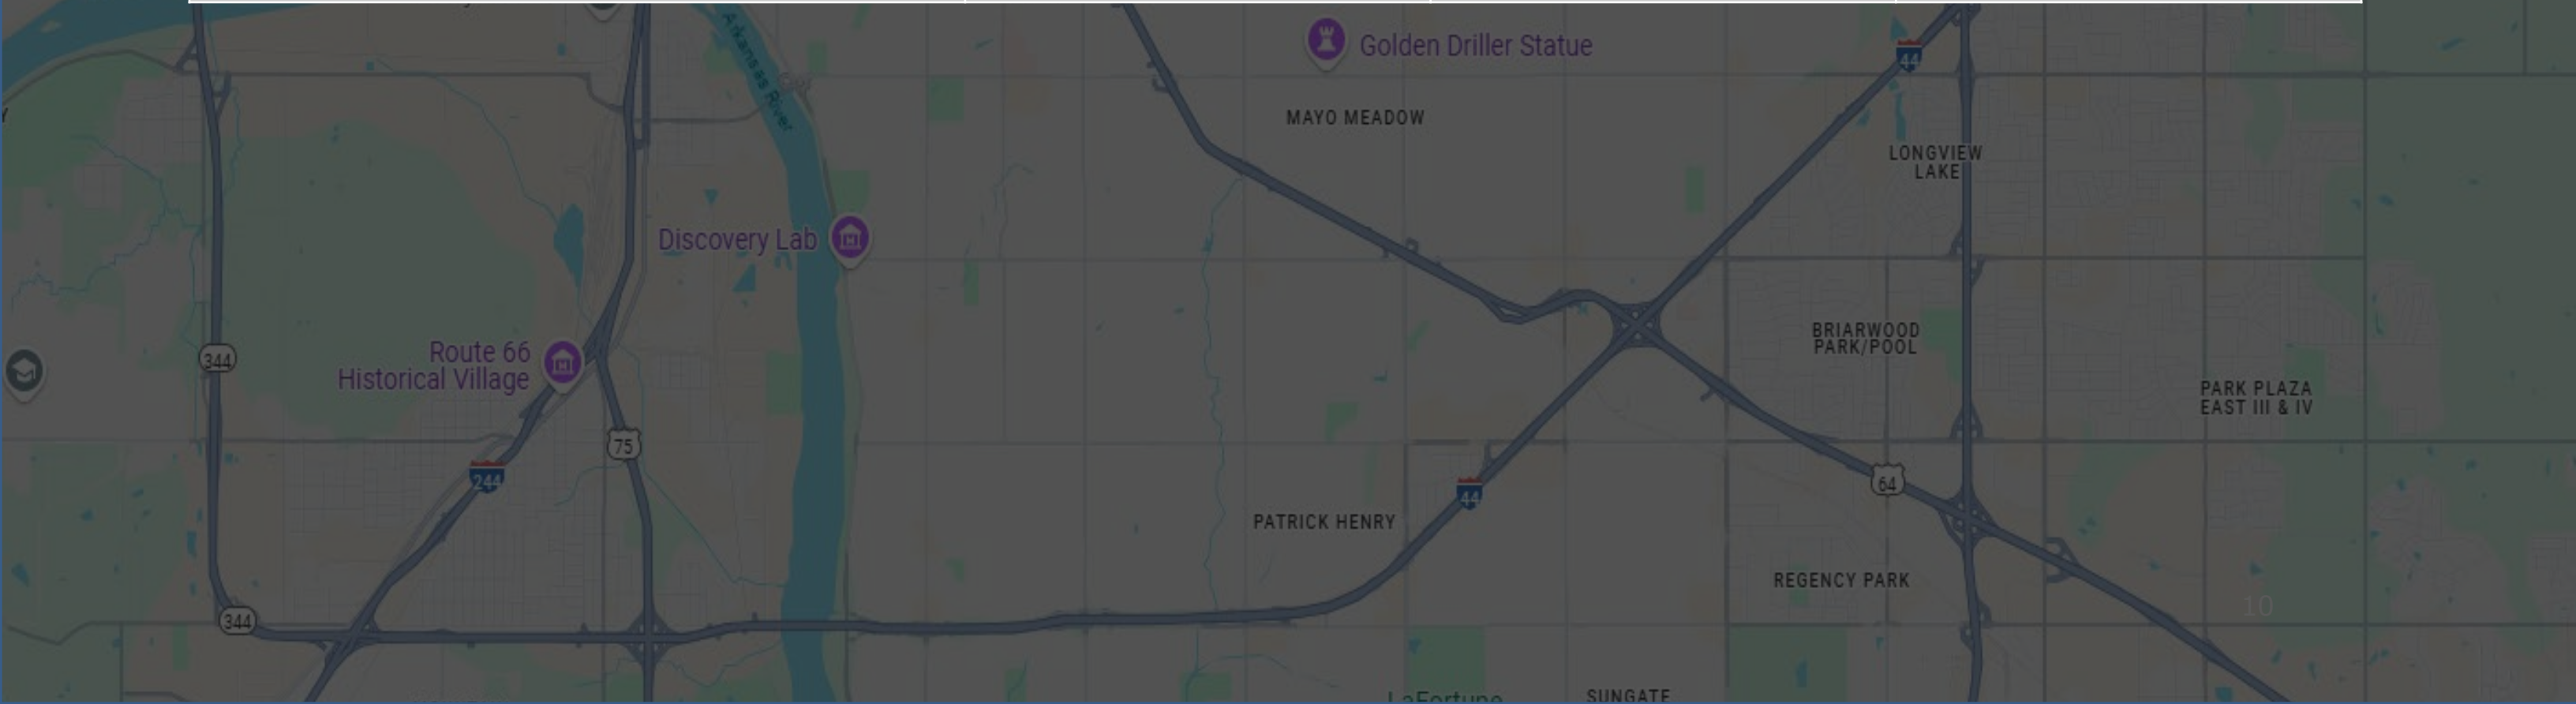 Arkansas River
Golden Driller Statue
44
MAYO MEADOW
LONGVIEW
LAKE
Discovery Lab
344
Route 66
Historical Village
BRIARWOOD
PARK/POOL
PARK PLAZA
EAST III & IV
75
244
64
44
PATRICK HENRY
REGENCY PARK
10
344
LaFortune
SUNGATE